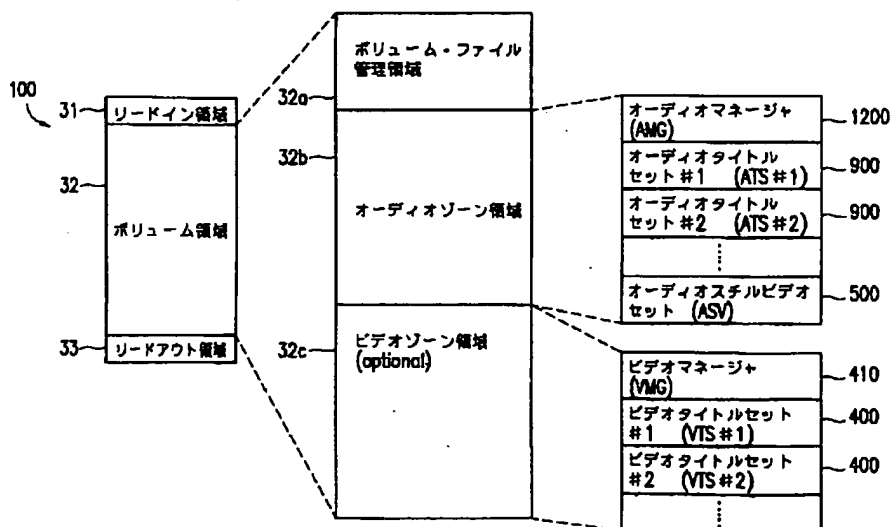 100
31
リードイン領域
32
ボリューム領域
33
リードアウト領域
ボリューム・ファイル
管理領域
32a
32b
オーディオゾーン領域
32c
ビデオゾーン領域
(optional)
オーディオマネージャ
(AMG)
1200
オーディオタイトル
セット#1 (ATS#1)
900
オーディオタイトル
セット#2 (ATS#2)
900
オーディオスチルビデオ
セット (ASV)
500
ビデオマネージャ
(VMG)
410
ビデオタイトルセット
#1 (VTS#1)
400
ビデオタイトルセット
#2 (VTS#2)
400